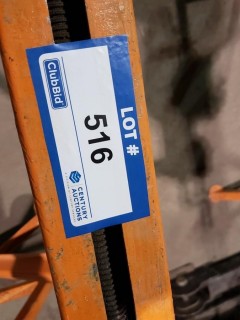 LOT #
516
ClubBid
CENTURY
AUCTIONS